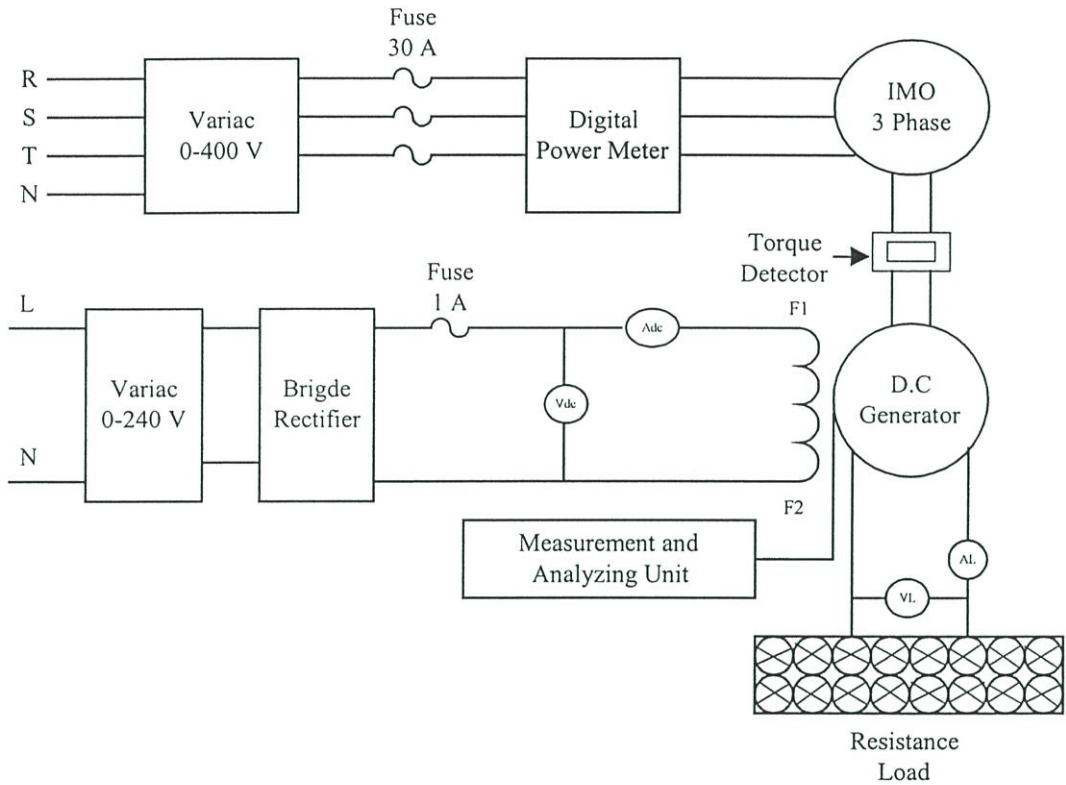 Fuse
30 A
R
S
T
N
Variac
0-400 V
Digital
Power Meter
IMO
3 Phase
Torque
Detector
L
N
Variac
0-240 V
Brigde
Rectifier
Fuse
1 A
Adc
Vdc
F1
F2
D.C
Generator
Measurement and
Analyzing Unit
AL
VL
Resistance
Load